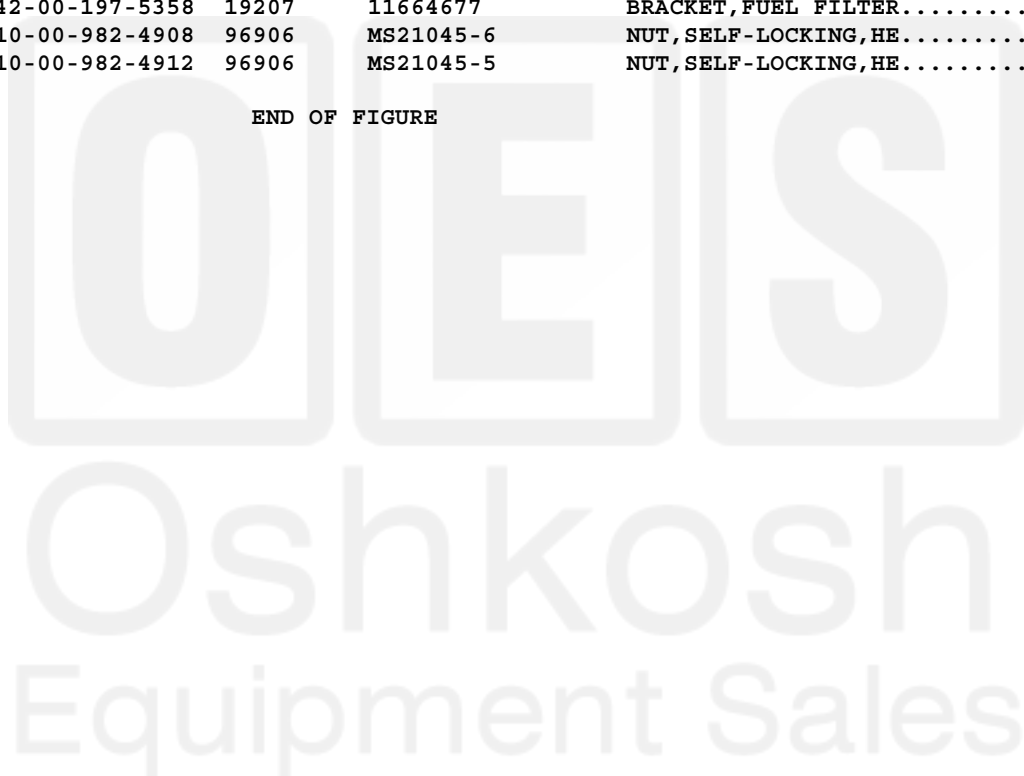 42-00-197-5358 19207 11664677 BRACKET,FUEL FILTER.........
10-00-982-4908 96906 MS21045-6 NUT,SELF-LOCKING,HE.........
10-00-982-4912 96906 MS21045-5 NUT,SELF-LOCKING,HE.........
END OF FIGURE
OES
Oshkosh
Equipment Sales